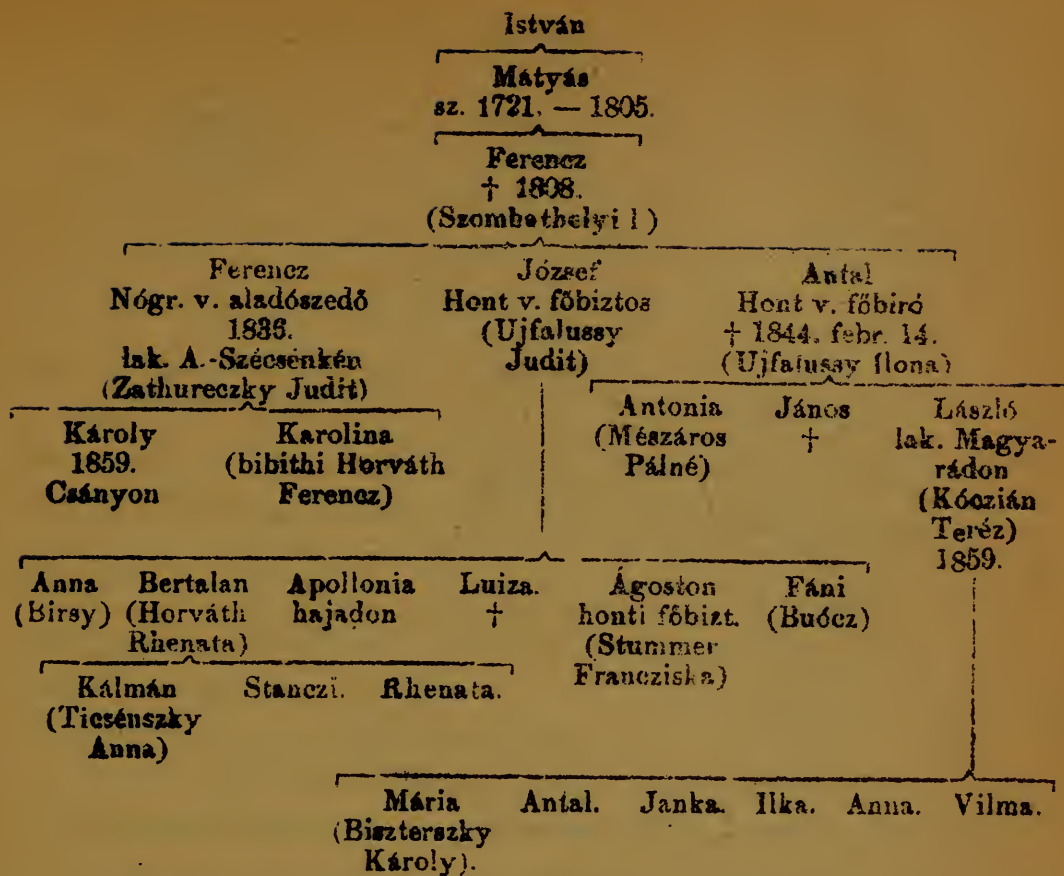 István
Mátyás
sz. 1721. — 1805.
Ferencz
† 1808.
(Szombathelyi I)
Ferencz
Nógr. v. aladószedő
1836.
lak. A.-Szécsénkén
(Zathureczky Judit)
József
Hont v. főbiztos
(Ujfalussy
Judit)
Antal
Hont v. főbiró
† 1844. febr. 14.
(Ujfalussy Ilona)
Károly
1859.
Csányon
Karolina
(bibithi Horváth
Ferencz)
Antonia
(Mészáros
Pálné)
János
†
László
lak. Magya-
rádon
(Kóczián
Teréz)
1859.
Anna
(Birsy)
Bertalan
(Horváth
Rhenata)
Apollonia
hajadon
Luiza.
†
Ágoston
honti főbizt.
(Stummer
Francziska)
Fáni
(Buócz)
Kálmán
(Ticsénszky
Anna)
Stanczi.
Rhenata.
Mária
(Biszterszky
Károly).
Antal.
Janka.
Ilka.
Anna.
Vilma.